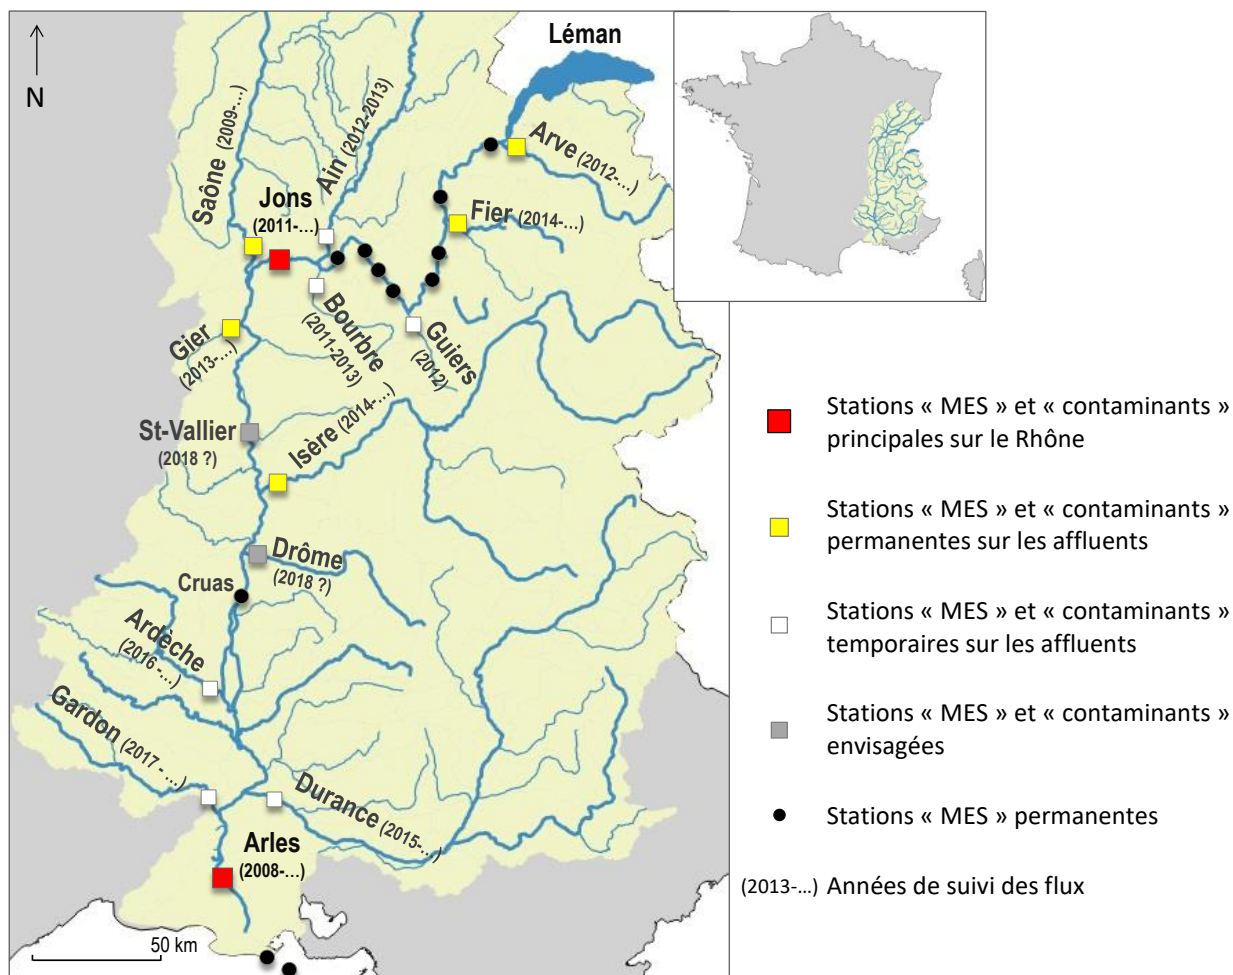 Léman
N
Saône (2009-...)
Ain (2012-2013)
Arve (2012-...)
Jons
(2011-...)
Fier (2014-...)
Gier
(2013-...)
Bourbre
(2011-2013)
Guiers
(2012)
St-Vallier
(2018 ?)
Isère (2014-...)
Drôme
(2018 ?)
Cruas
Ardèche
(2016 -...)
Gardon (2017 - ...)
Durance (2015-...)
Arles
(2008-...)
50 km
Stations « MES » et « contaminants »
principales sur le Rhône
Stations « MES » et « contaminants »
permanentes sur les affluents
Stations « MES » et « contaminants »
temporaires sur les affluents
Stations « MES » et « contaminants »
envisagées
Stations « MES » permanentes
(2013-...) Années de suivi des flux